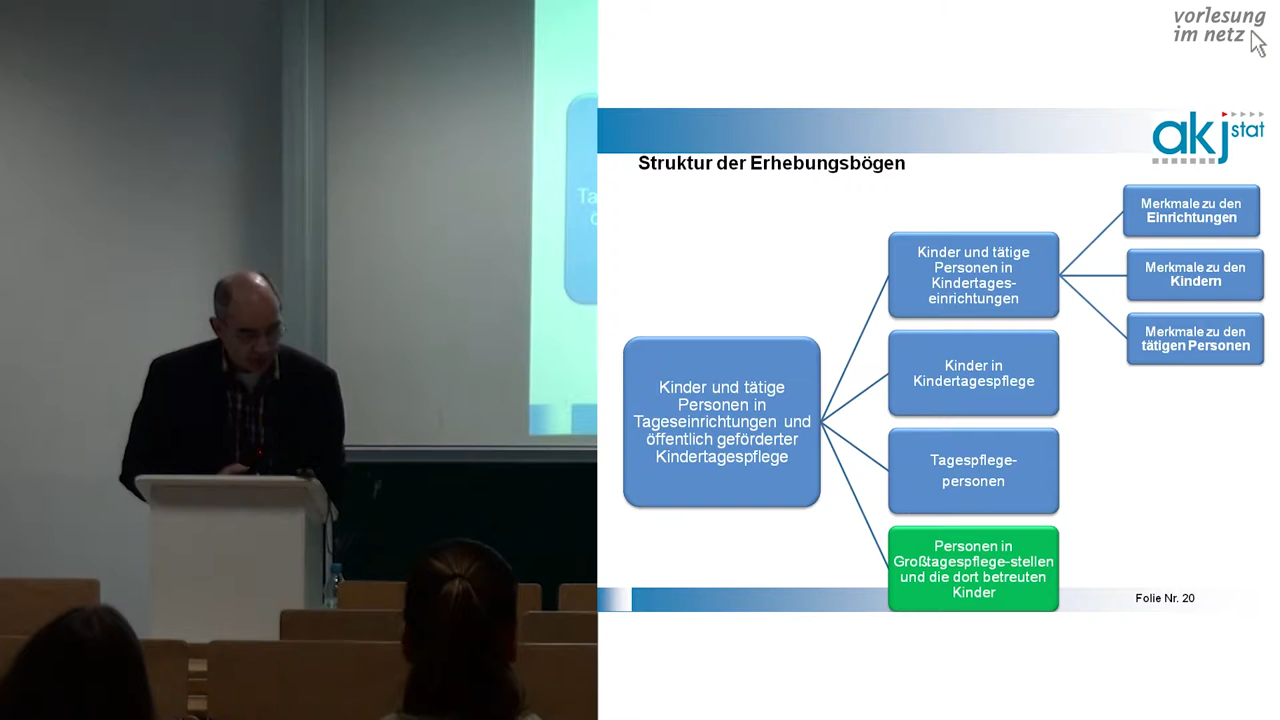 vorlesung
im netz
akj stat
Struktur der Erhebungsbögen
Kinder und tätige
Personen in
Tageseinrichtungen und
öffentlich geförderter
Kindertagespflege
Kinder und tätige
Personen in
Kindertages-
einrichtungen
Merkmale zu den
Einrichtungen
Merkmale zu den
Kindern
Merkmale zu den
tätigen Personen
Kinder in
Kindertagespflege
Tagespflege-
personen
Personen in
Großtagespflege-stellen
und die dort betreuten
Kinder
Folie Nr. 20